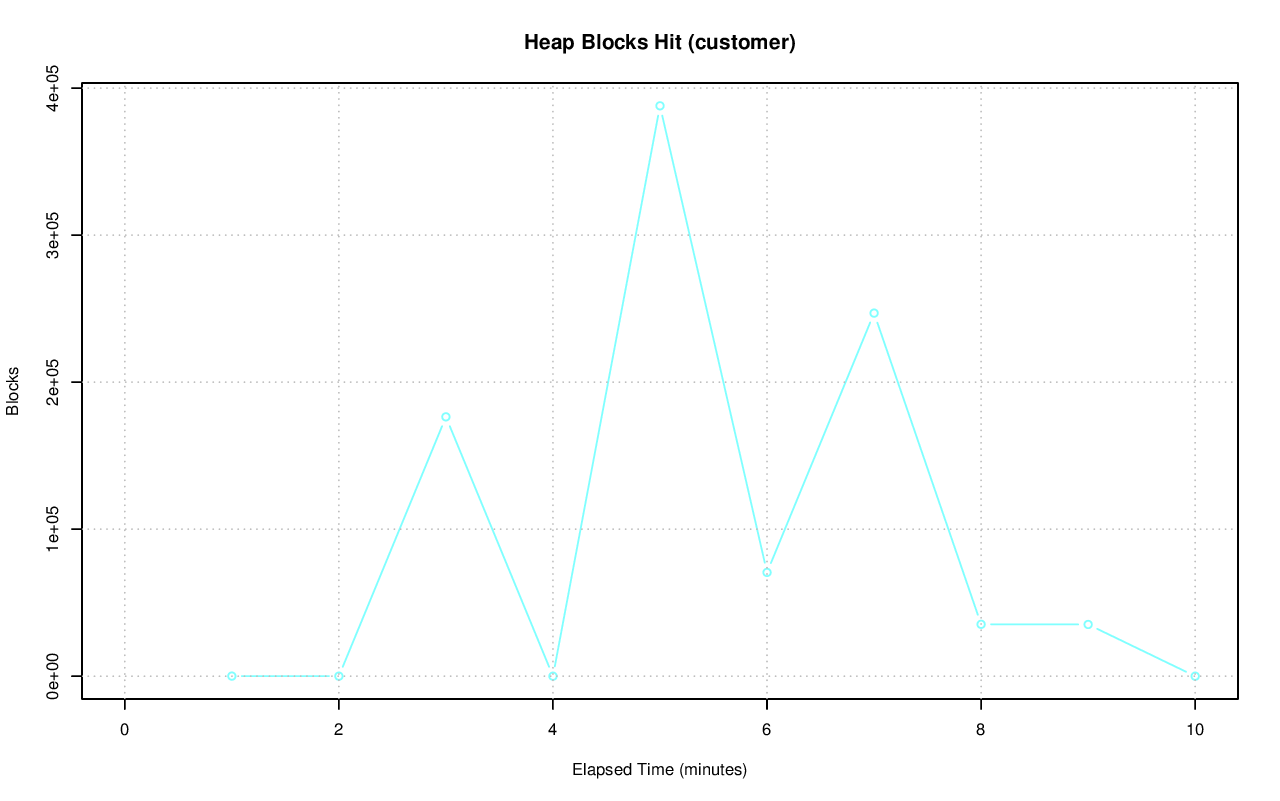 Heap Blocks Hit (customer)
Blocks
4e+05
3e+05
2e+05
1e+05
0e+00
0 2 4 6 8 10
Elapsed Time (minutes)